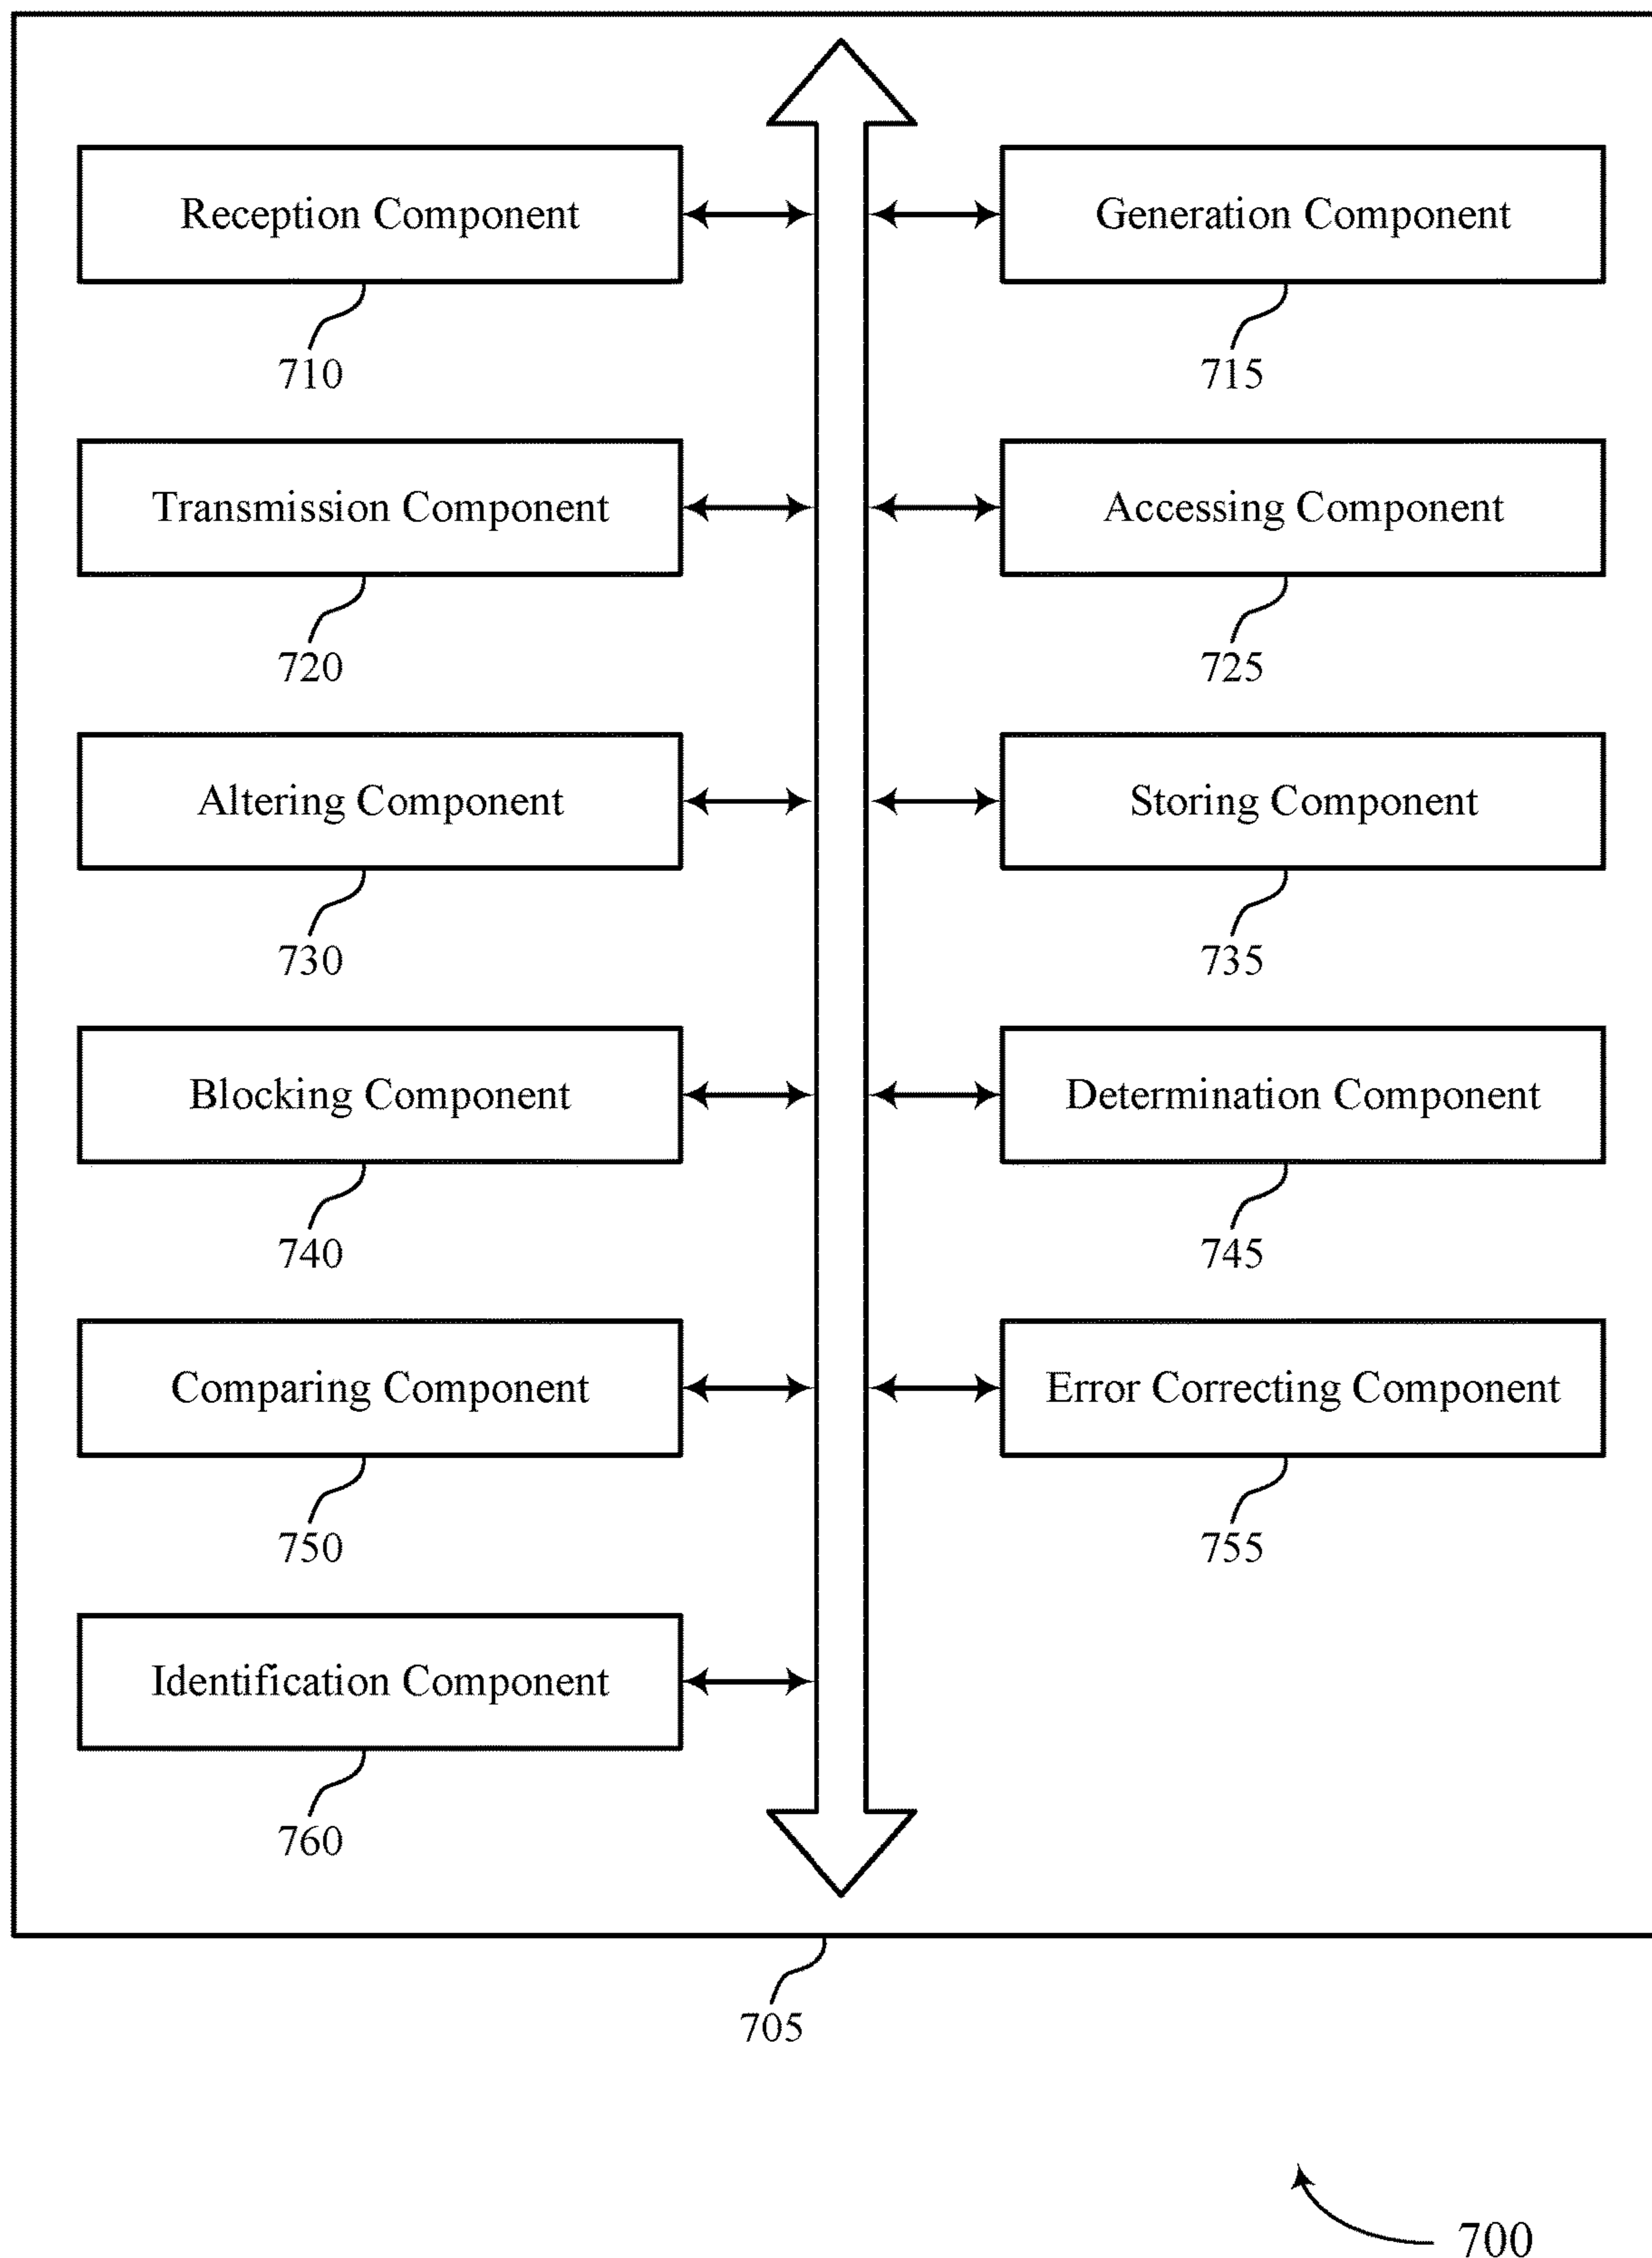 Reception Component
Generation Component
710
715
Transmission Component
Accessing Component
720
725
Altering Component
Storing Component
730
735
Blocking Component
Determination Component
740
745
Comparing Component
Error Correcting Component
750
755
Identification Component
760
705
700